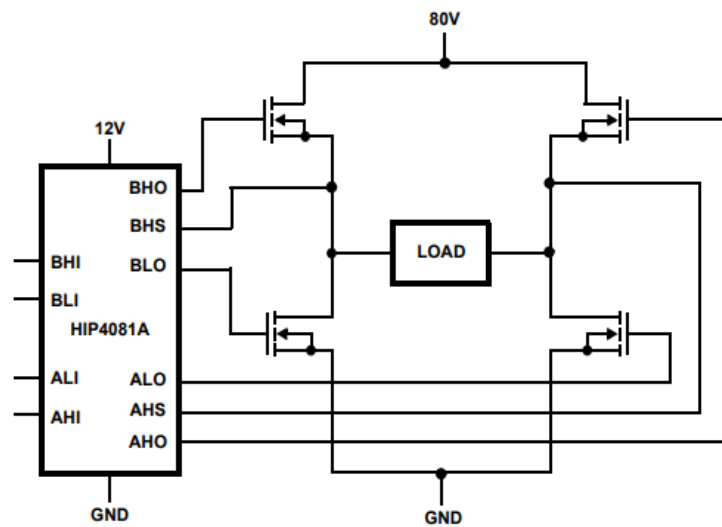 80V
12V
BHO
BHS
BLO
BHI
BLI
HIP4081A
LOAD
ALI
AHI
ALO
AHS
AHO
GND
GND